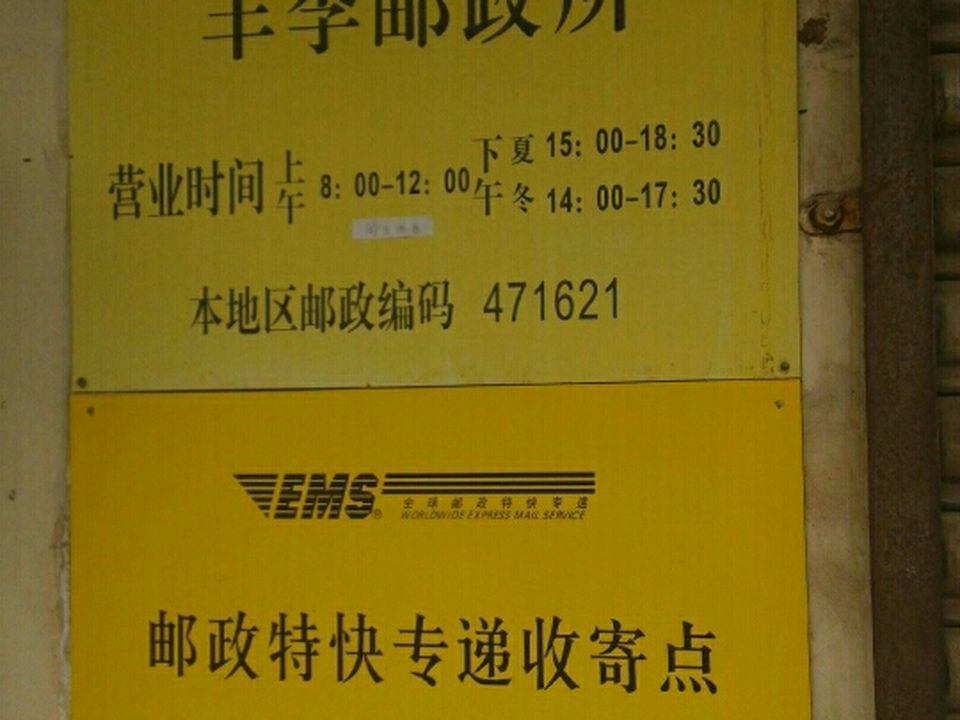 丰李邮政所
营业时间 上午 8:00-12:00 下午 夏 15:00-18:30
冬 14:00-17:30
本地区邮政编码 471621
EMS® 全球邮政特快专递
WORLDWIDE EXPRESS MAIL SERVICE
邮政特快专递收寄点